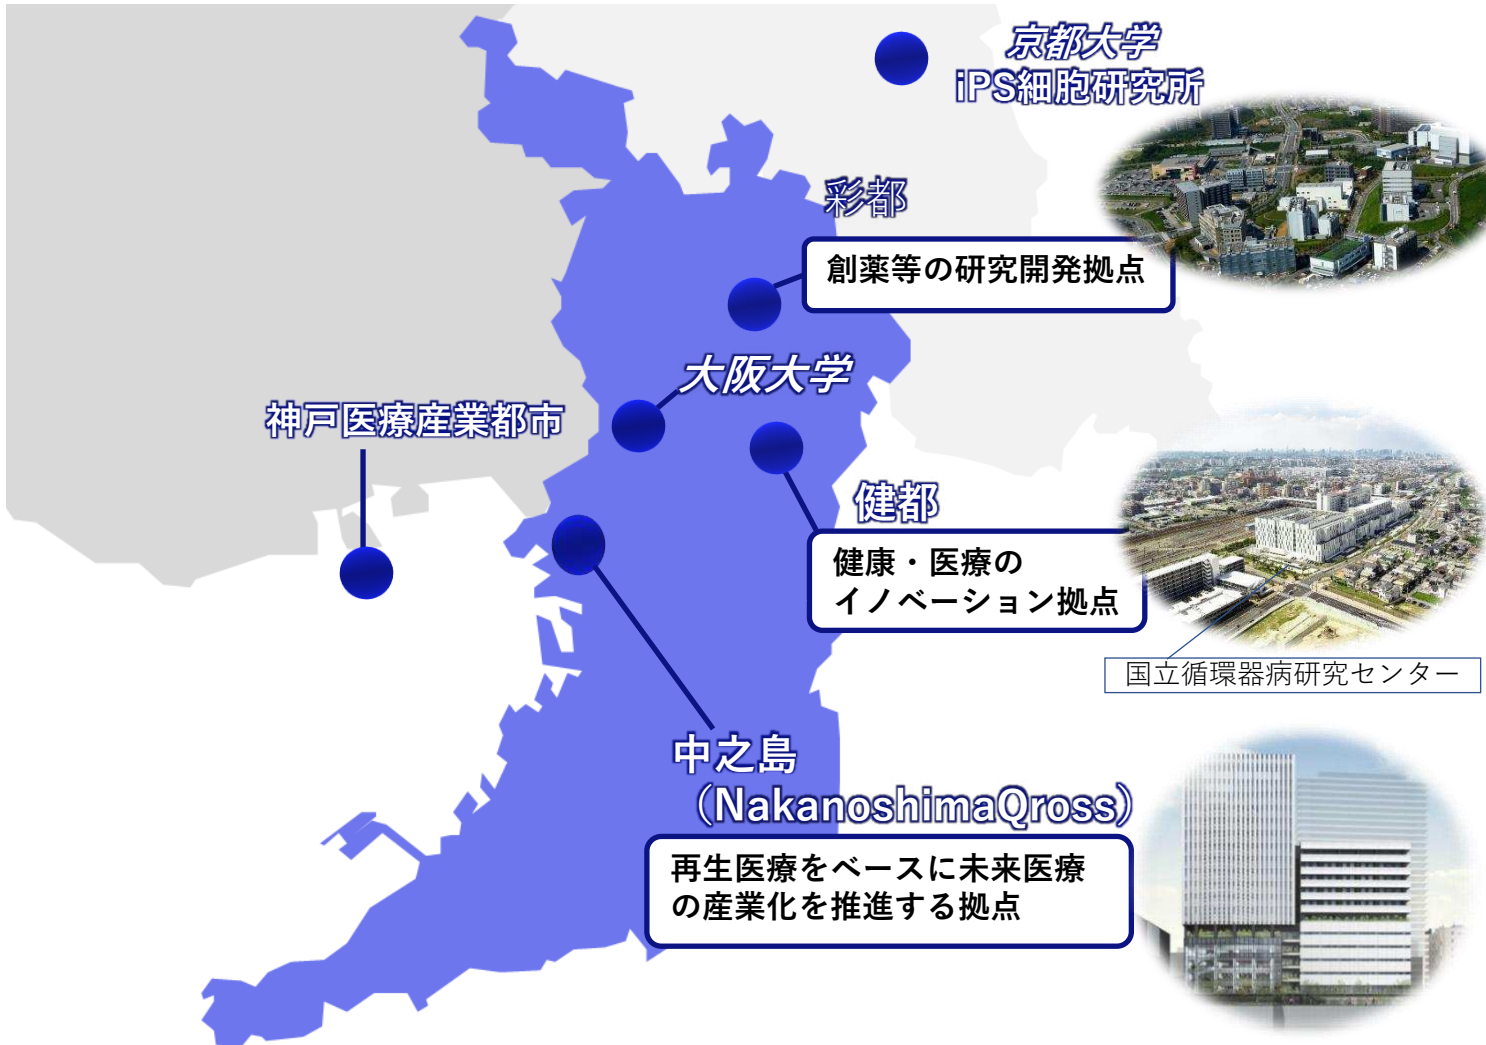 京都大学
iPS細胞研究所
彩都
創薬等の研究開発拠点
大阪大学
神戸医療産業都市
健都
健康・医療の
イノベーション拠点
国立循環器病研究センター
中之島
（NakanoshimaQross）
再生医療をベースに未来医療
の産業化を推進する拠点